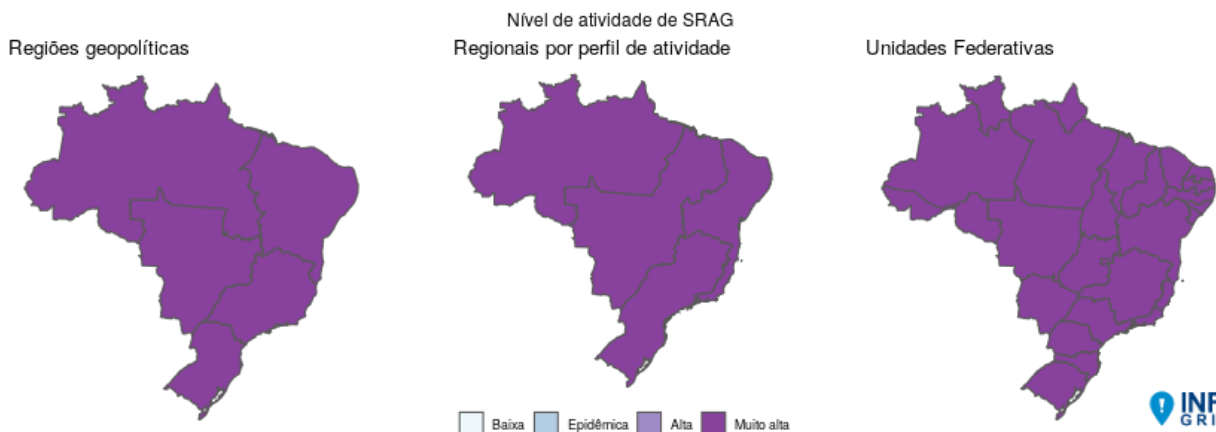 Nível de atividade de SRAG
Regiões geopolíticas
Regionais por perfil de atividade
Unidades Federativas
Baixa Epidêmica Alta Muito alta